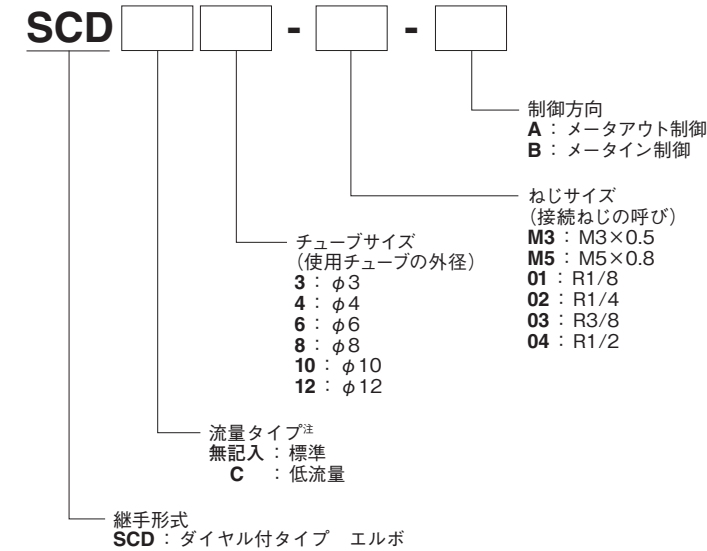 SCD - -
制御方向
A：メータアウト制御
B：メータイン制御
ねじサイズ
（接続ねじの呼び）
M3：M3×0.5
M5：M5×0.8
01：R1/8
02：R1/4
03：R3/8
04：R1/2
チューブサイズ
（使用チューブの外径）
3：φ3
4：φ4
6：φ6
8：φ8
10：φ10
12：φ12
流量タイプ注
無記入：標準
C：低流量
継手形式
SCD：ダイヤル付タイプ　エルボ